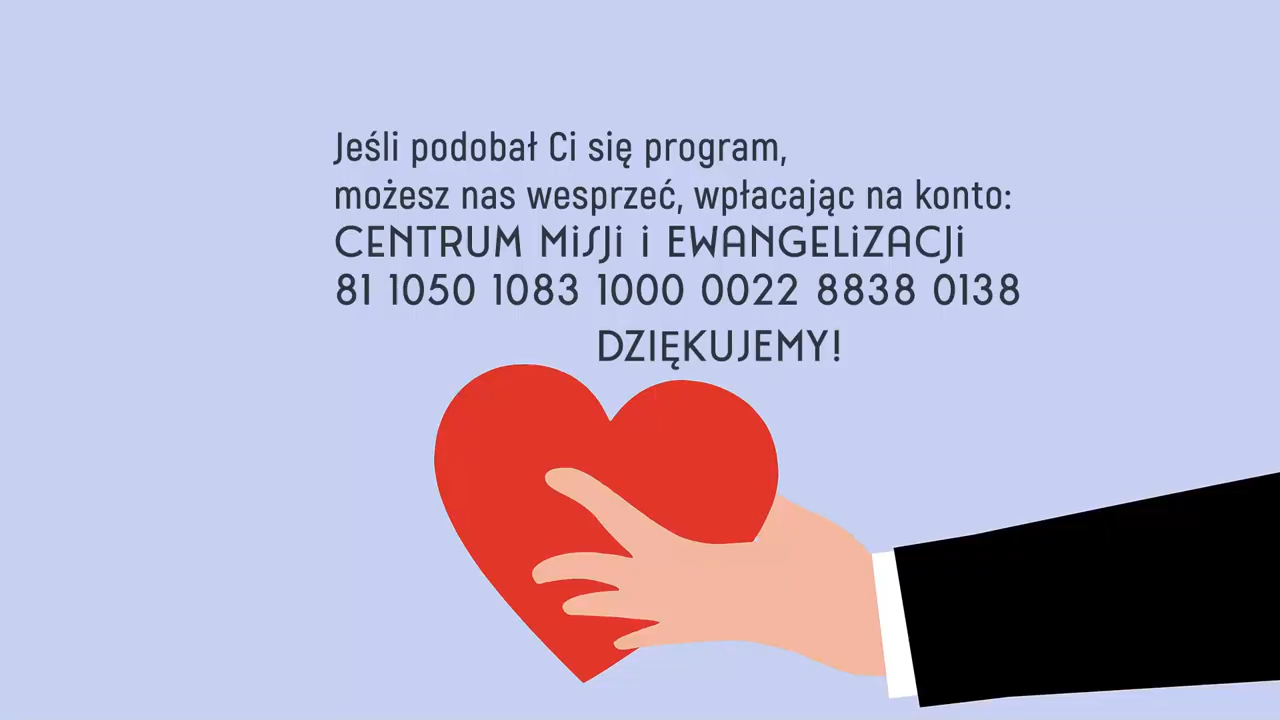 Jeśli podobał Ci się program,
możesz nas wesprzeć, wpłacając na konto:
CENTRUM MiSJi i EWANGELiZACJi
81 1050 1083 1000 0022 8838 0138
DZIĘKUJEMY!